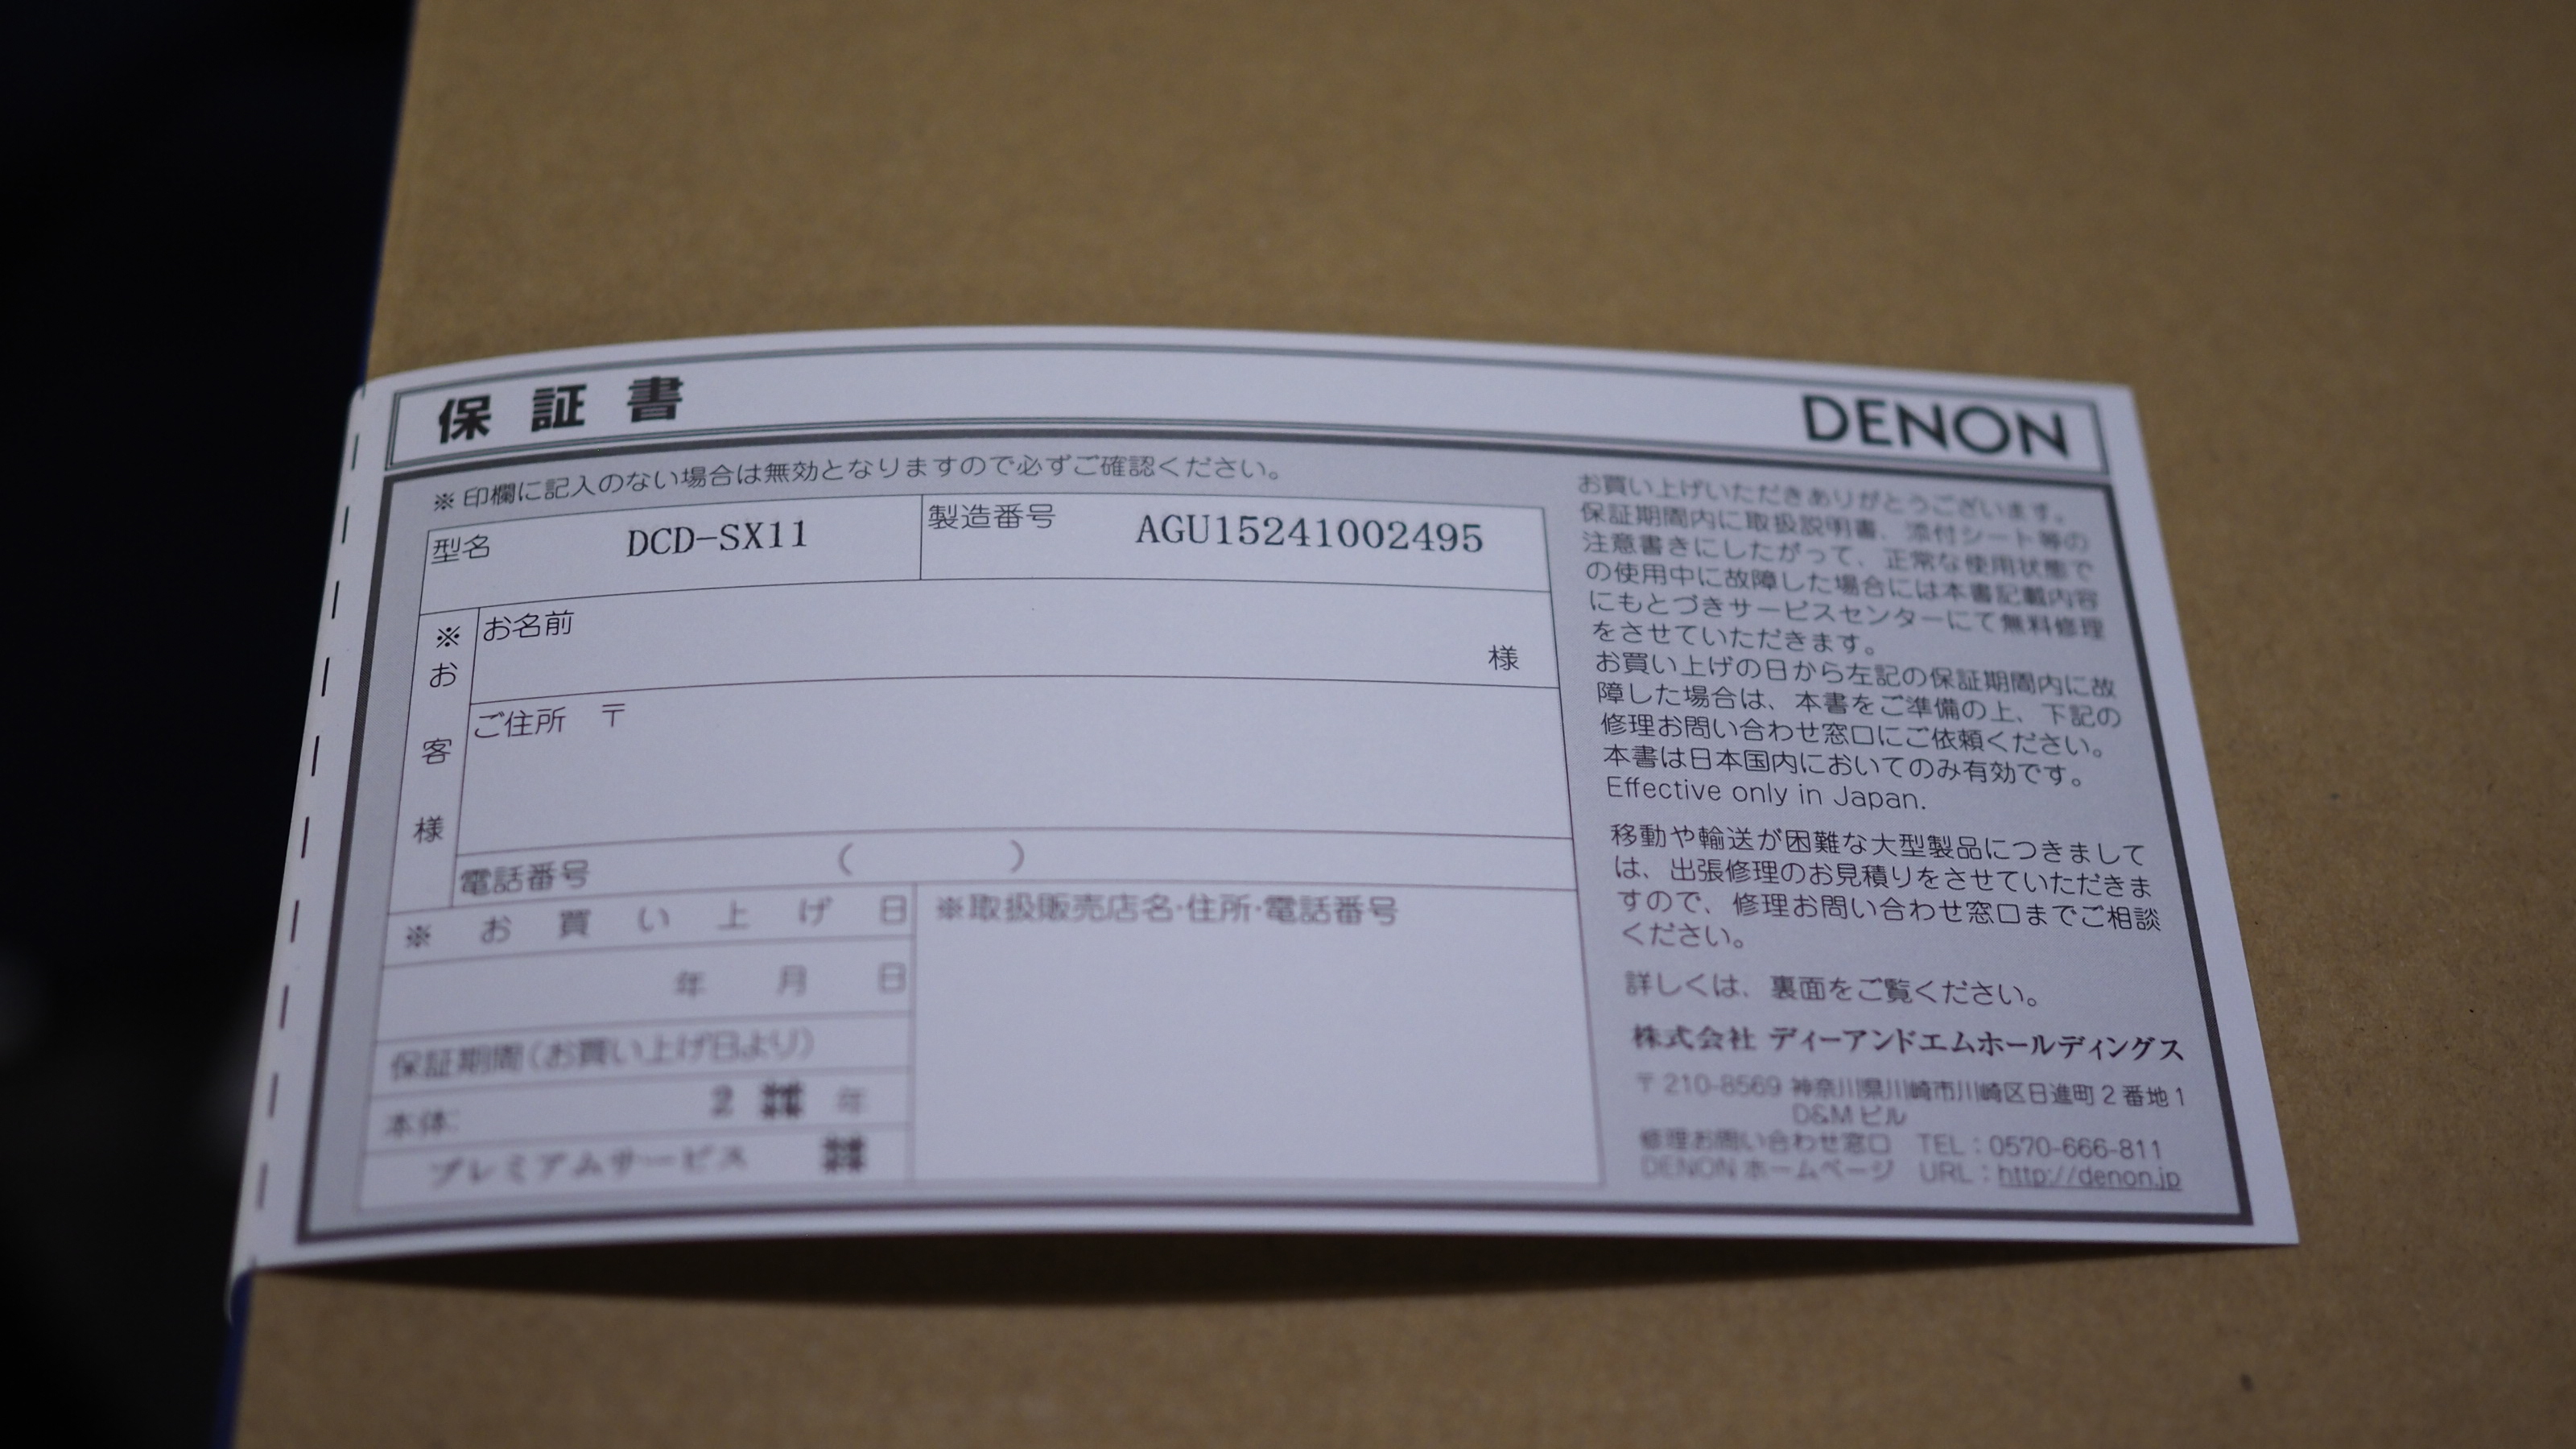 保証書
DENON
※印欄に記入のない場合は無効となりますので必ずご確認ください。
型名 DCD-SX11
製造番号 AGU15241002495
※お客様
お名前
様
ご住所 〒
電話番号 ( )
※お買い上げ日
年 月 日
保証期間(お買い上げ日より)
本体: 2 年
プレミアムサービス
※取扱販売店名・住所・電話番号
お買い上げいただきありがとうございます。
保証期間内に取扱説明書、添付シート等の
注意書きにしたがって、正常な使用状態で
の使用中に故障した場合には本書記載内容
にもとづきサービスセンターにて無料修理
をさせていただきます。
お買い上げの日から左記の保証期間内に故
障した場合は、本書をご準備の上、下記の
修理お問い合わせ窓口にご依頼ください。
本書は日本国内においてのみ有効です。
Effective only in Japan.
移動や輸送が困難な大型製品につきまして
は、出張修理のお見積りをさせていただきま
すので、修理お問い合わせ窓口までご相談
ください。
詳しくは、裏面をご覧ください。
株式会社 ディーアンドエムホールディングス
〒210-8569 神奈川県川崎市川崎区日進町2番地1
D&Mビル
修理お問い合わせ窓口 TEL:0570-666-811
DENONホームページ URL:http://denon.jp